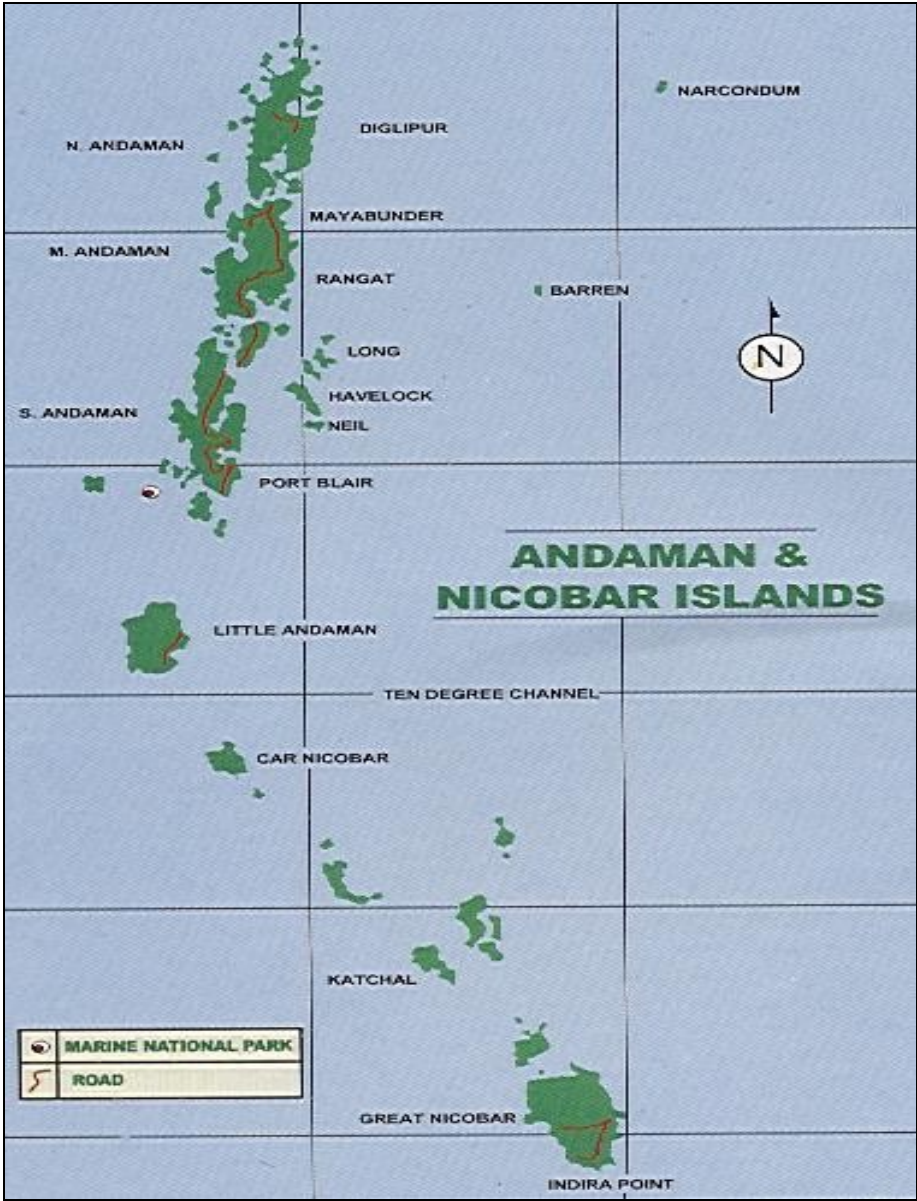 NARCONDUM
DIGLIPUR
N. ANDAMAN
MAYABUNDER
M. ANDAMAN
RANGAT
BARREN
N
LONG
HAVELOCK
S. ANDAMAN
NEIL
PORT BLAIR
ANDAMAN &
NICOBAR ISLANDS
LITTLE ANDAMAN
TEN DEGREE CHANNEL
CAR NICOBAR
KATCHAL
MARINE NATIONAL PARK
ROAD
GREAT NICOBAR
INDIRA POINT